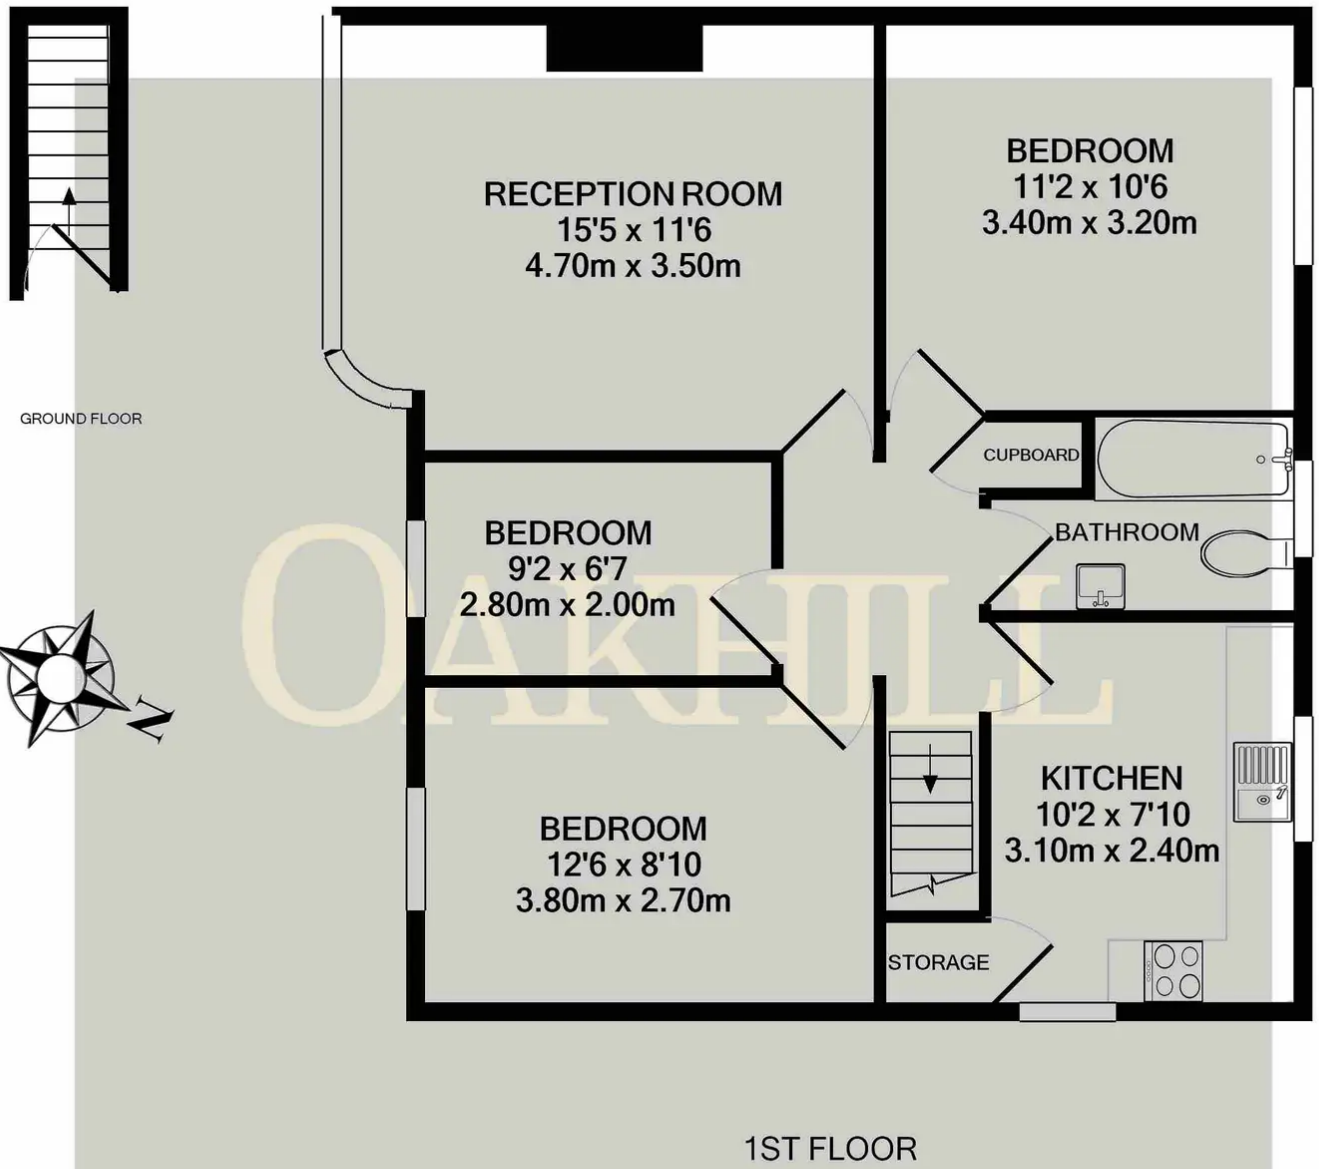 RECEPTION ROOM
15'5 x 11'6
4.70m x 3.50m
BEDROOM
11'2 x 10'6
3.40m x 3.20m
GROUND FLOOR
CUPBOARD
BATHROOM
BEDROOM
9'2 x 6'7
2.80m x 2.00m
OAKHILL
N
KITCHEN
10'2 x 7'10
3.10m x 2.40m
BEDROOM
12'6 x 8'10
3.80m x 2.70m
STORAGE
1ST FLOOR